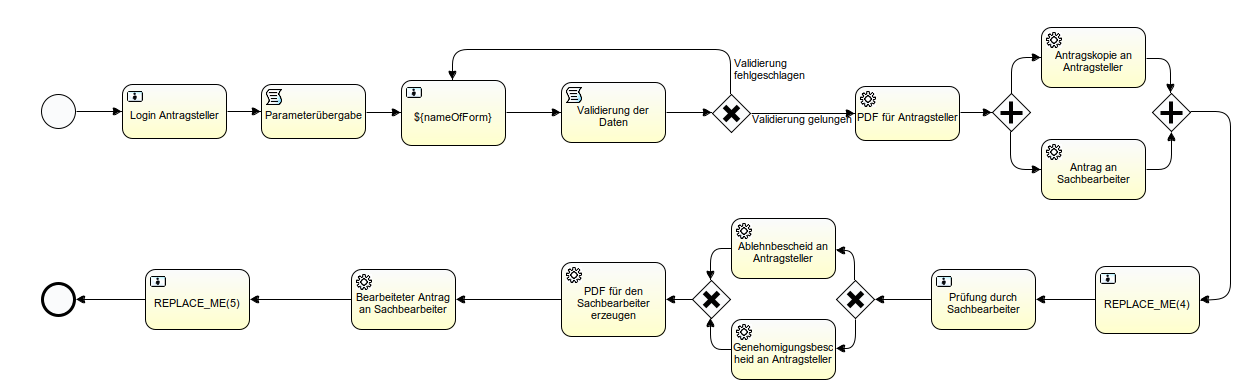 Login Antragsteller
Parameterübergabe
${nameOfForm}
Validierung der
Daten
Validierung
fehlgeschlagen
Validierung gelungen
PDF für Antragsteller
Antragskopie an
Antragsteller
Antrag an
Sachbearbeiter
REPLACE_ME(4)
Prüfung durch
Sachbearbeiter
Ablehnbescheid an
Antragsteller
Genehomigungsbesc
heid an Antragsteller
PDF für den
Sachbearbeiter
erzeugen
Bearbeiteter Antrag
an Sachbearbeiter
REPLACE_ME(5)